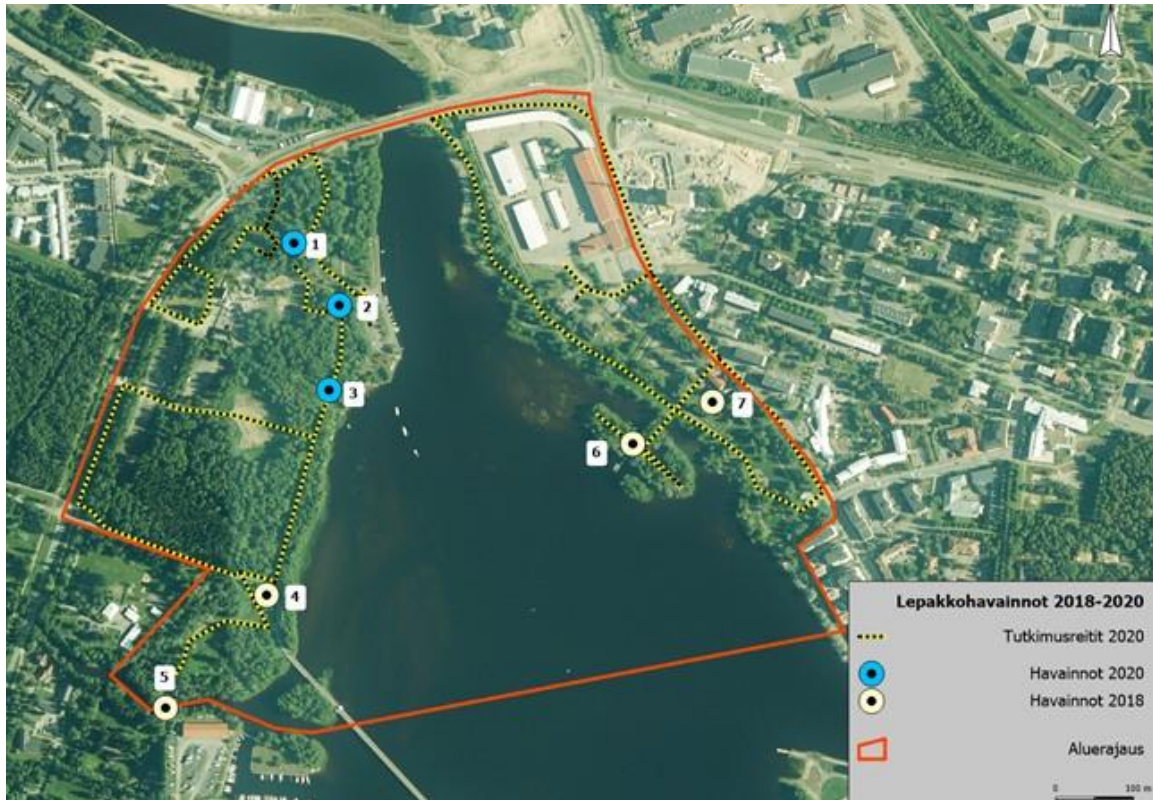 1
2
3
7
6
4
5
Lepakkohavainnot 2018-2020
Tutkimusreitit 2020
Havainnot 2020
Havainnot 2018
Aluerajaus
0 100 m